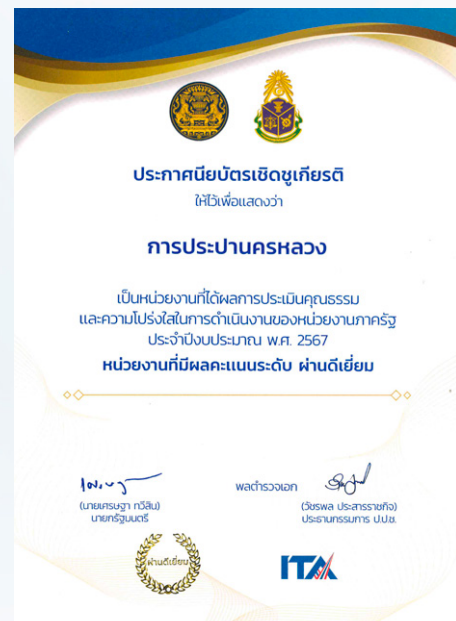 ประกาศนียบัตรเชิดชูเกียรติ
ให้ไว้เพื่อแสดงว่า
การประปานครหลวง
เป็นหน่วยงานที่ได้ผลการประเมินคุณธรรม
และความโปร่งใสในการดำเนินงานของหน่วยงานภาครัฐ
ประจำปีงบประมาณ พ.ศ. 2567
หน่วยงานที่มีผลคะแนนระดับ ผ่านดีเยี่ยม
พลตำรวจเอก
(นายเศรษฐา ทวีสิน)
นายกรัฐมนตรี
(วัชรพล ประสารราชกิจ)
ประธานกรรมการ ป.ป.ช.
ผ่านดีเยี่ยม
ITA